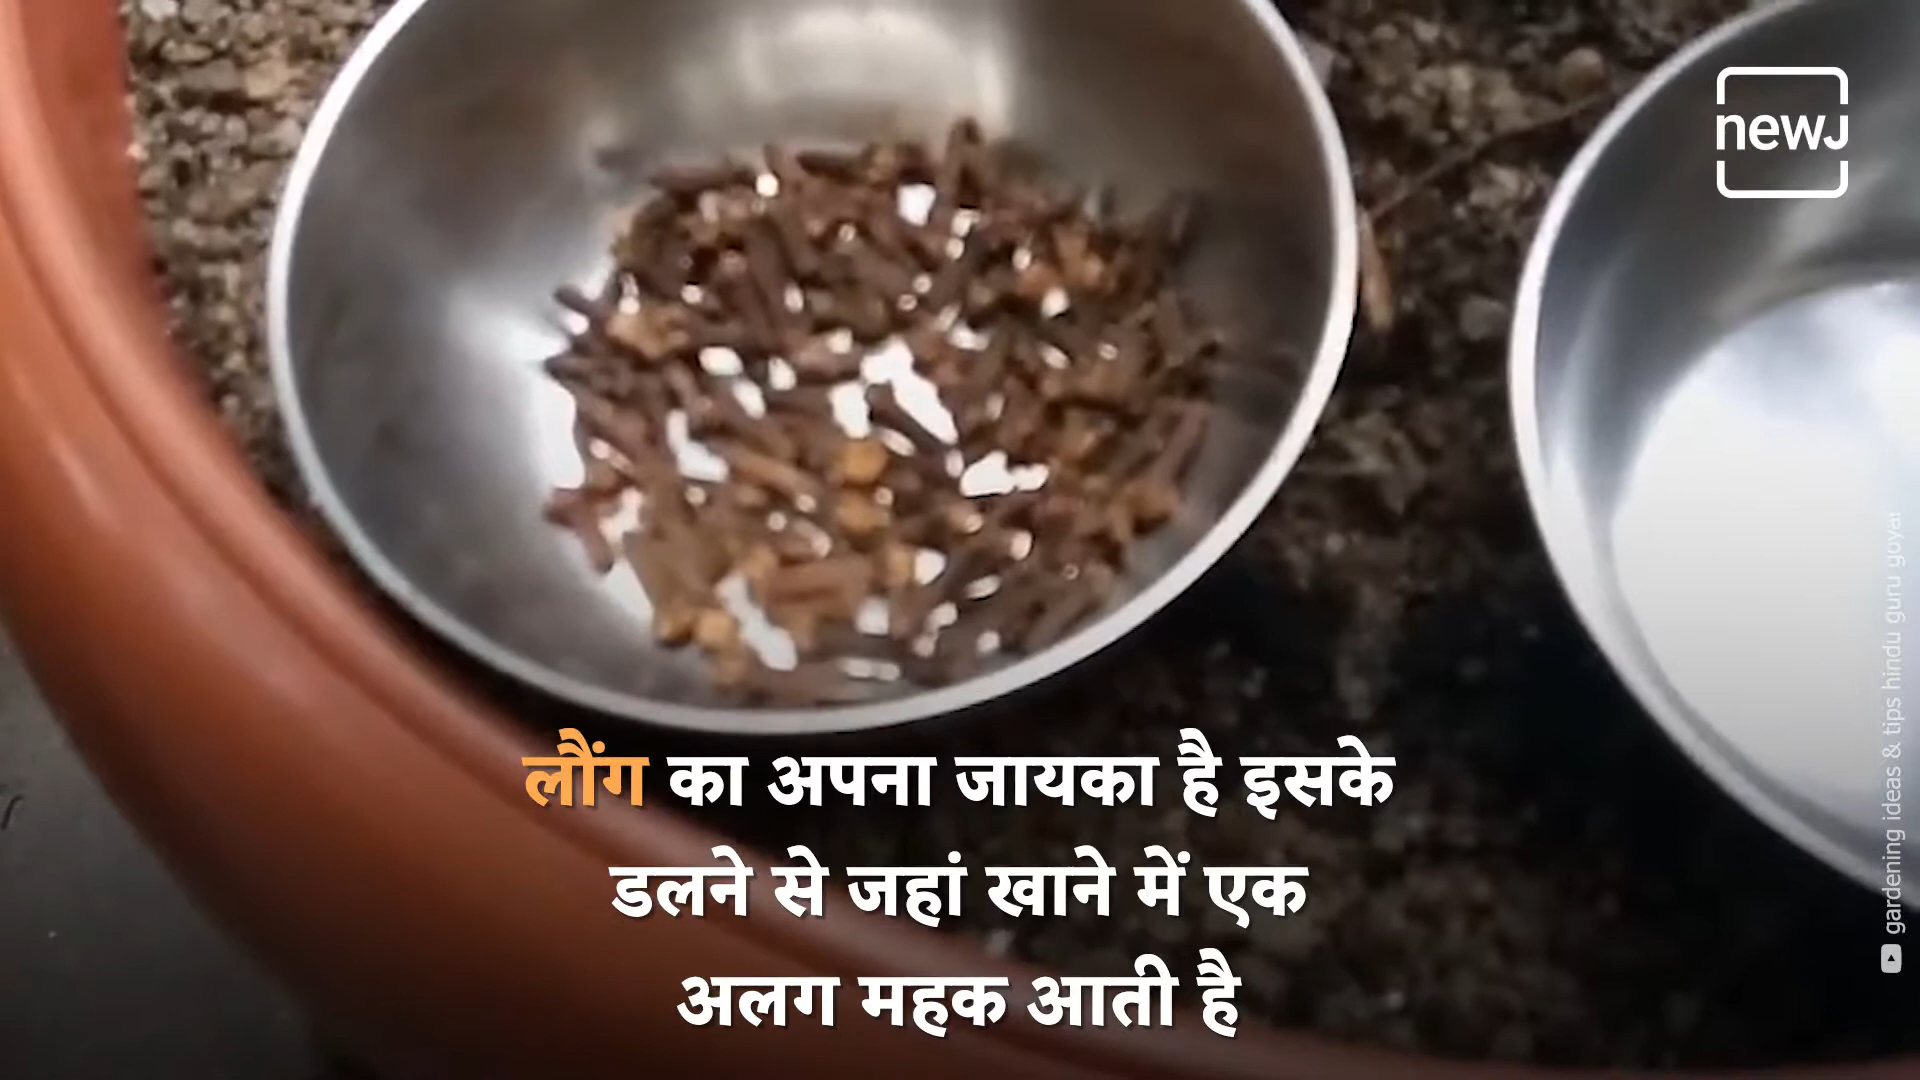 newJ
लौंग का अपना जायका है इसके
डलने से जहां खाने में एक
अलग महक आती है
gardening ideas & tips hindu guru goyal